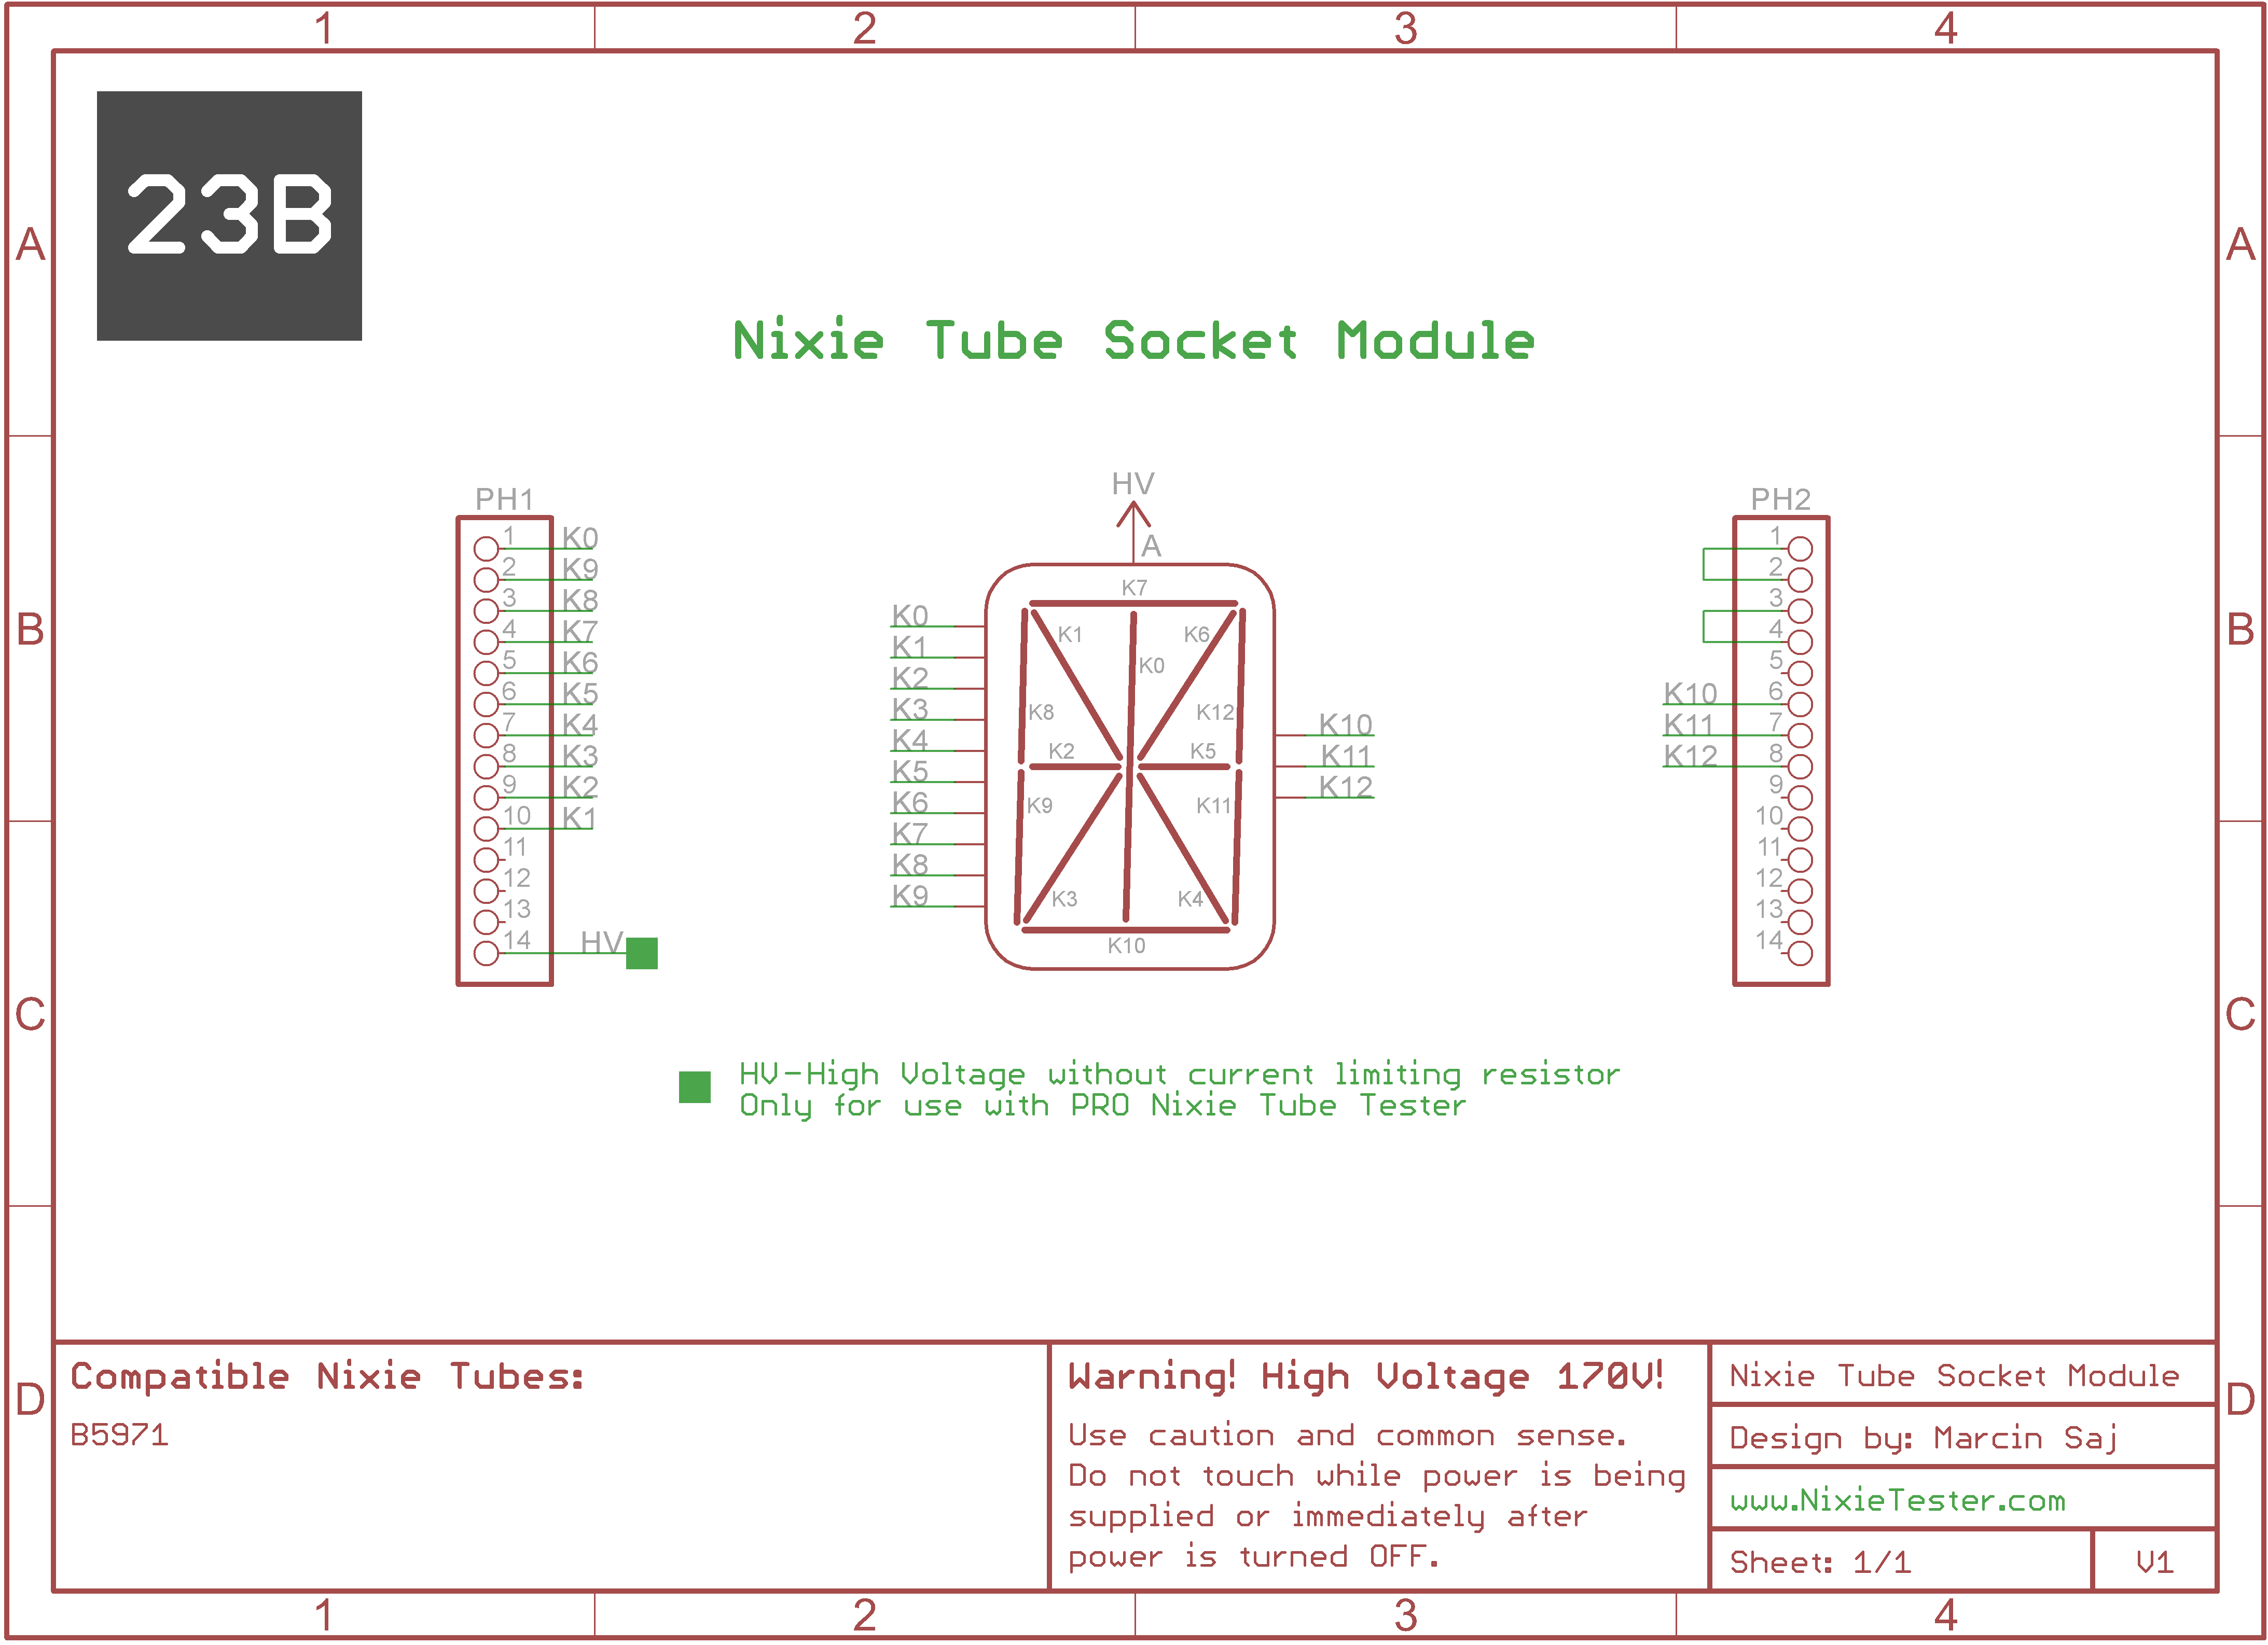 1 2 3 4
23B
A A
Nixie Tube Socket Module
PH1
1 K0
2 K9
3 K8
4 K7
5 K6
6 K5
7 K4
8 K3
9 K2
10 K1
11
12
13
14 HV
HV
A
K7
K1 K6
K0
K8 K12
K2 K5
K9 K11
K3 K4
K10
K0
K1
K2
K3
K4
K5
K6
K7
K8
K9
K10
K11
K12
PH2
1
2
3
4
5
K10 6
K11 7
K12 8
9
10
11
12
13
14
B B
C C
HV-High Voltage without current limiting resistor
Only for use with PRO Nixie Tube Tester
D D
Compatible Nixie Tubes:
B5971
Warning! High Voltage 170V!
Use caution and common sense.
Do not touch while power is being
supplied or immediately after
power is turned OFF.
Nixie Tube Socket Module
Design by: Marcin Saj
www.NixieTester.com
Sheet: 1/1 V1
1 2 3 4